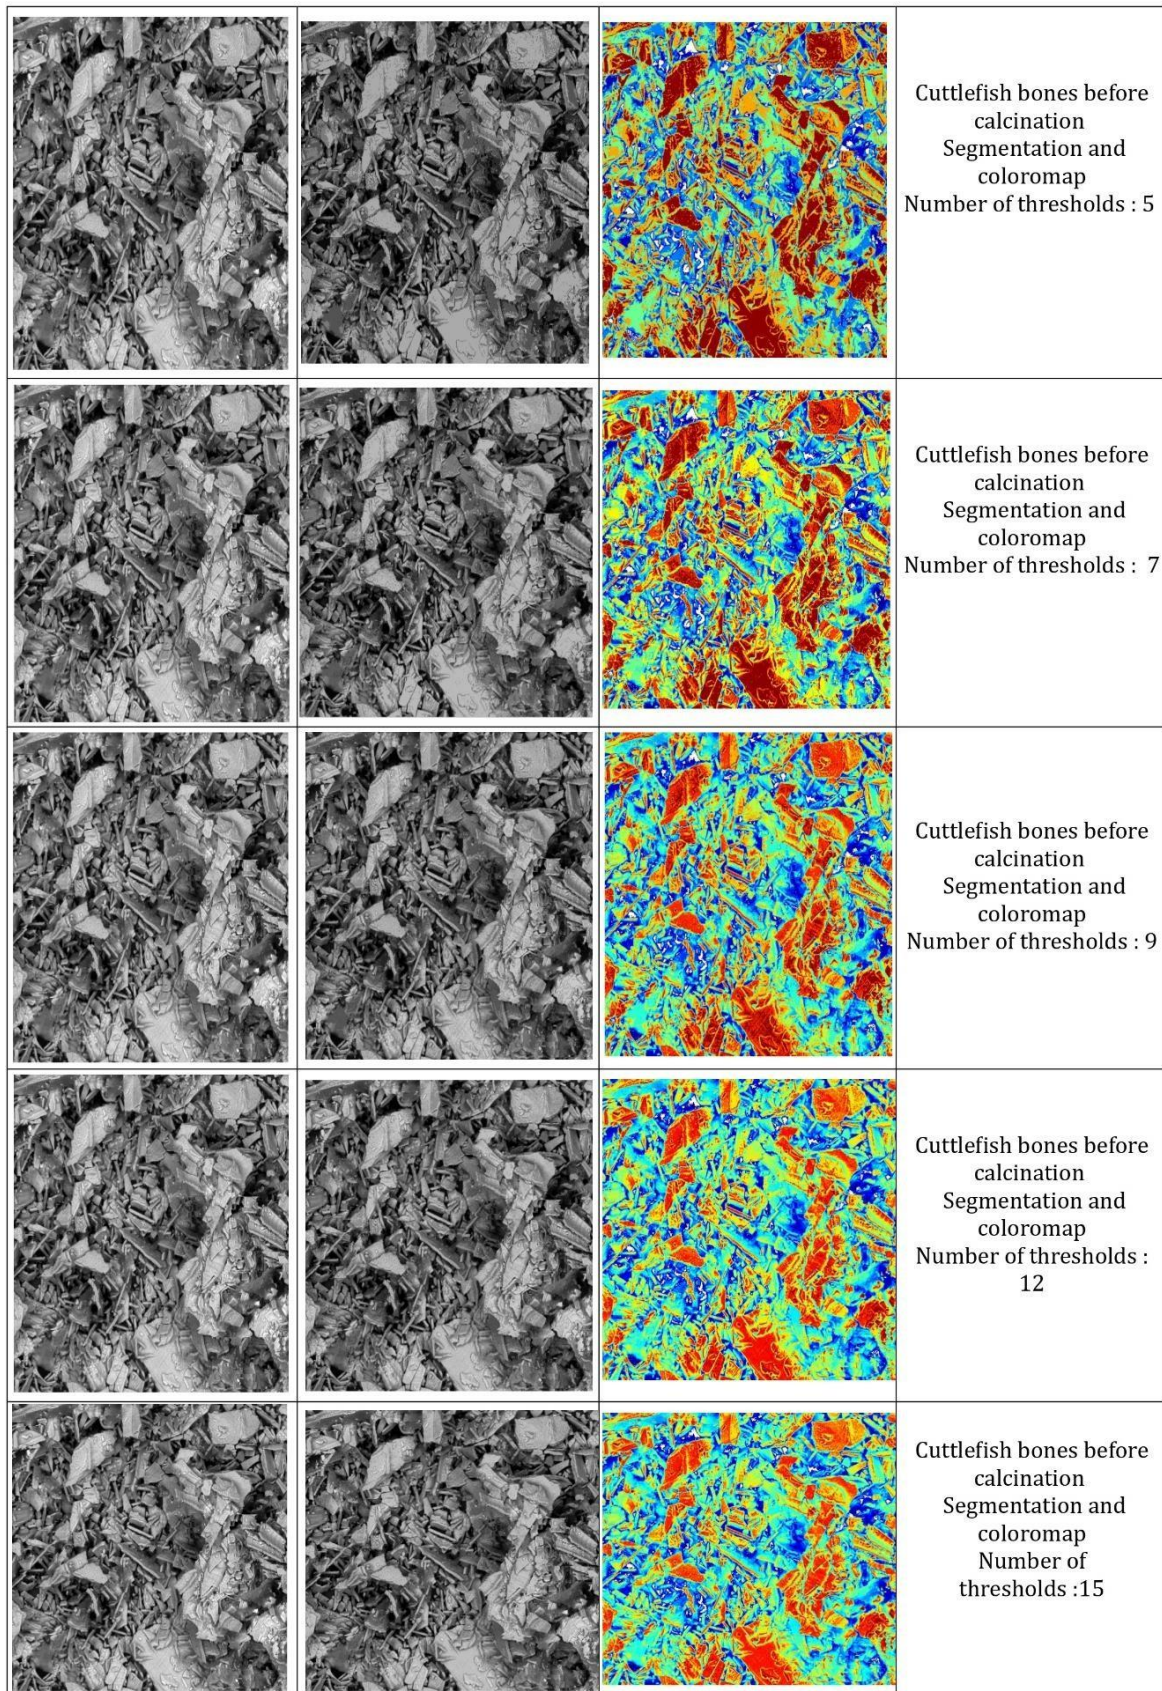 Cuttlefish bones before
calcination
Segmentation and
coloromap
Number of thresholds : 5
Cuttlefish bones before
calcination
Segmentation and
coloromap
Number of thresholds :  7
Cuttlefish bones before
calcination
Segmentation and
coloromap
Number of thresholds : 9
Cuttlefish bones before
calcination
Segmentation and
coloromap
Number of thresholds :
12
Cuttlefish bones before
calcination
Segmentation and
coloromap
Number of
thresholds :15